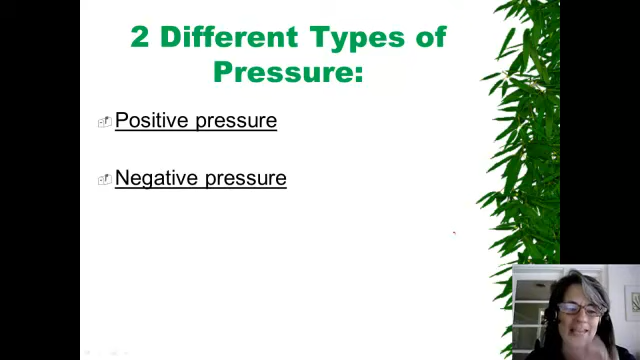 2 Different Types of
Pressure:
Positive pressure
Negative pressure